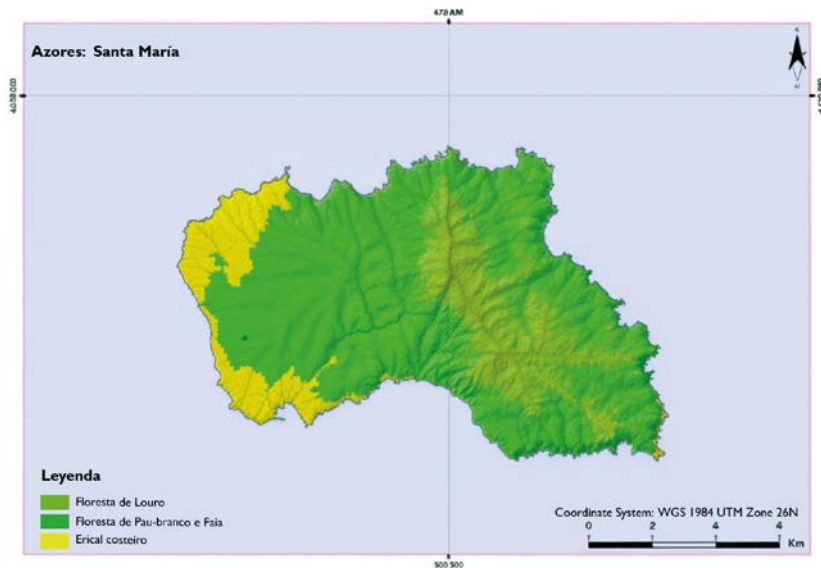 Azores: Santa María
Leyenda
Floresta de Louro
Floresta de Pau-branco e Faia
Erical costeiro
Coordinate System: WGS 1984 UTM Zone 26N
0 2 4 6
Km